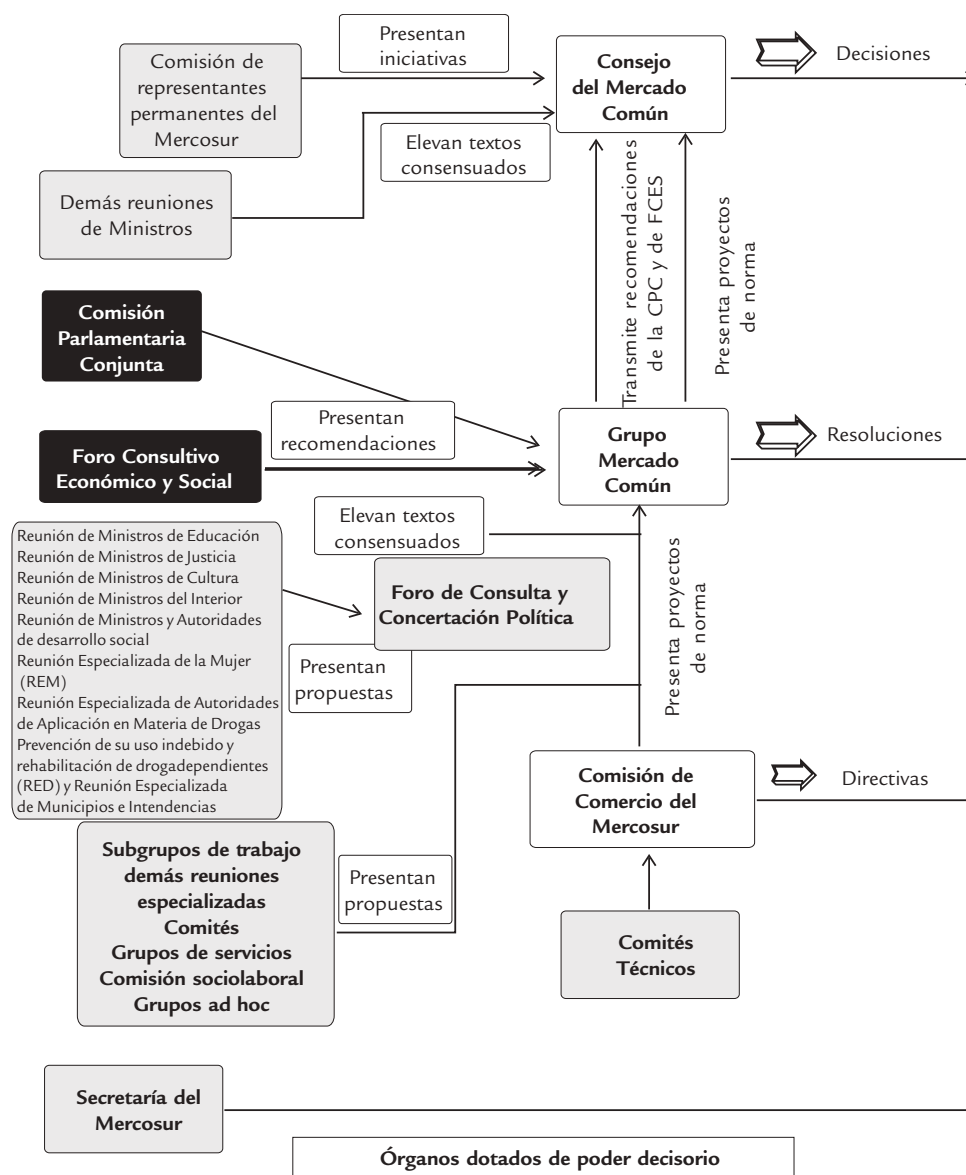 Presentan
iniciativas
Comisión de
representantes
permanentes del
Mercosur
Consejo
del Mercado
Común
Decisiones
Elevan textos
consensuados
Demás reuniones
de Ministros
Transmite recomendaciones
de la CPC y de FCES
Presenta proyectos
de norma
Comisión
Parlamentaria
Conjunta
Presentan
recomendaciones
Foro Consultivo
Económico y Social
Grupo
Mercado
Común
Resoluciones
Elevan textos
consensuados
Reunión de Ministros de Educación
Reunión de Ministros de Justicia
Reunión de Ministros de Cultura
Reunión de Ministros del Interior
Reunión de Ministros y Autoridades
de desarrollo social
Reunión Especializada de la Mujer
(REM)
Reunión Especializada de Autoridades
de Aplicación en Materia de Drogas
Prevención de su uso indebido y
rehabilitación de drogadependientes
(RED) y Reunión Especializada
de Municipios e Intendencias
Foro de Consulta y
Concertación Política
Presentan
propuestas
Presenta proyectos
de norma
Comisión de
Comercio del
Mercosur
Directivas
Subgrupos de trabajo
demás reuniones
especializadas
Comités
Grupos de servicios
Comisión sociolaboral
Grupos ad hoc
Presentan
propuestas
Comités
Técnicos
Secretaría del
Mercosur
Órganos dotados de poder decisorio